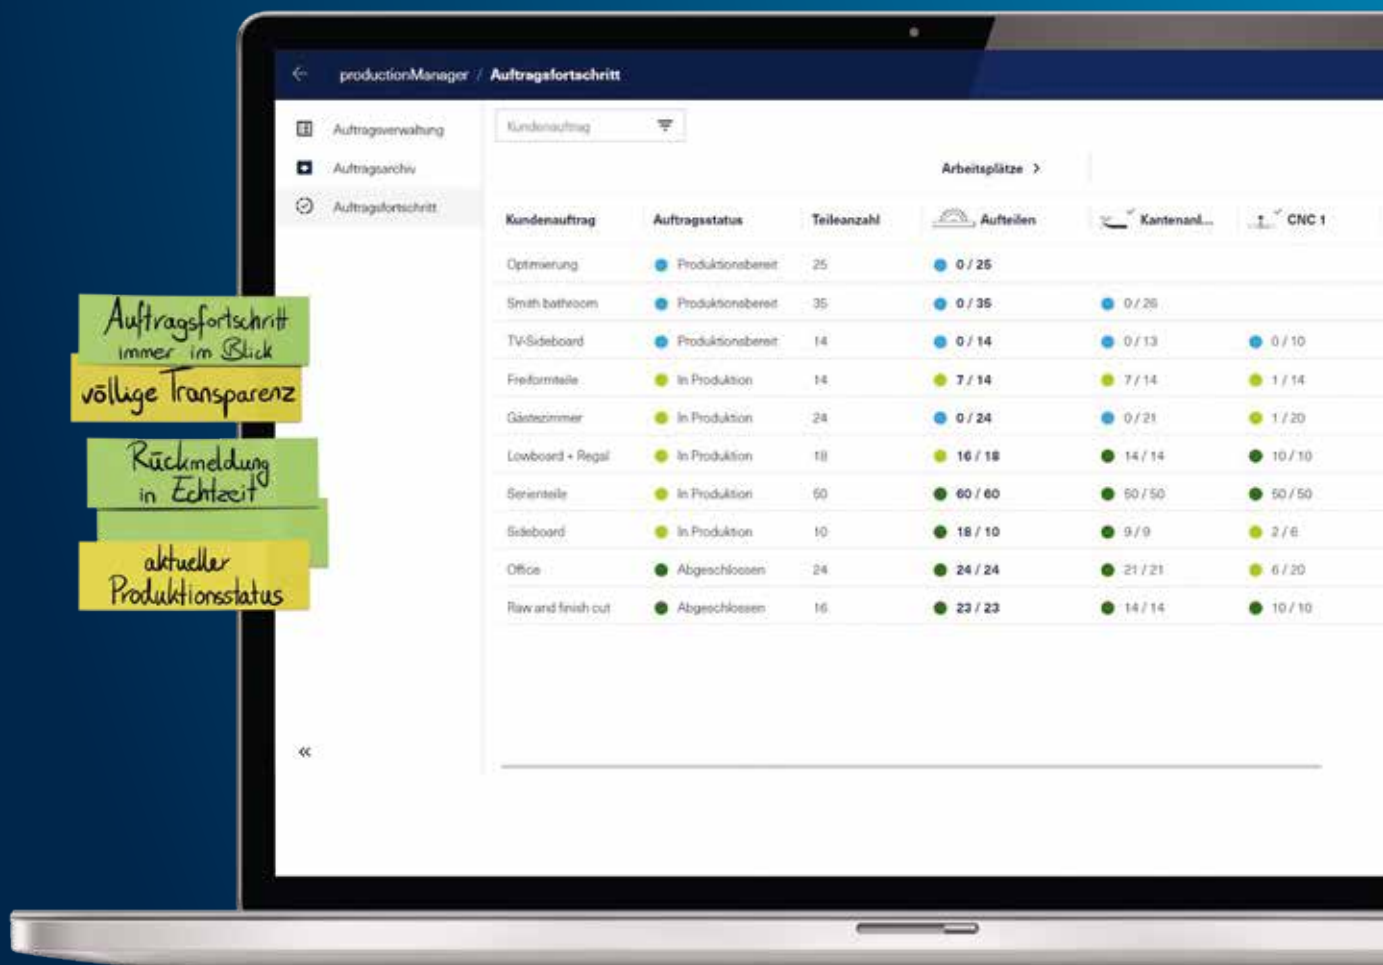 productionManager / Auftragsfortschritt
Auftragsverwaltung
Auftragsarchiv
Auftragsfortschritt
Kundenauftrag
Arbeitsplätze >
Kundenauftrag Auftragsstatus Teileanzahl Aufteilen Kantenanl... CNC 1
Optimierung Produktionsbereit 25 0 / 25
Smith bathroom Produktionsbereit 35 0 / 35 0 / 26
TV-Sideboard Produktionsbereit 14 0 / 14 0 / 13 0 / 10
Freiformteile In Produktion 14 7 / 14 7 / 14 1 / 14
Gästezimmer In Produktion 24 0 / 24 0 / 21 1 / 20
Lowboard + Regal In Produktion 18 16 / 18 14 / 14 10 / 10
Serienteile In Produktion 50 60 / 60 50 / 50 50 / 50
Sideboard In Produktion 10 18 / 10 9 / 9 2 / 6
Office Abgeschlossen 24 24 / 24 21 / 21 6 / 20
Raw and finish cut Abgeschlossen 16 23 / 23 14 / 14 10 / 10
Auftragsfortschritt
immer im Blick
völlige Transparenz
Rückmeldung
in Echtzeit
aktueller
Produktionsstatus